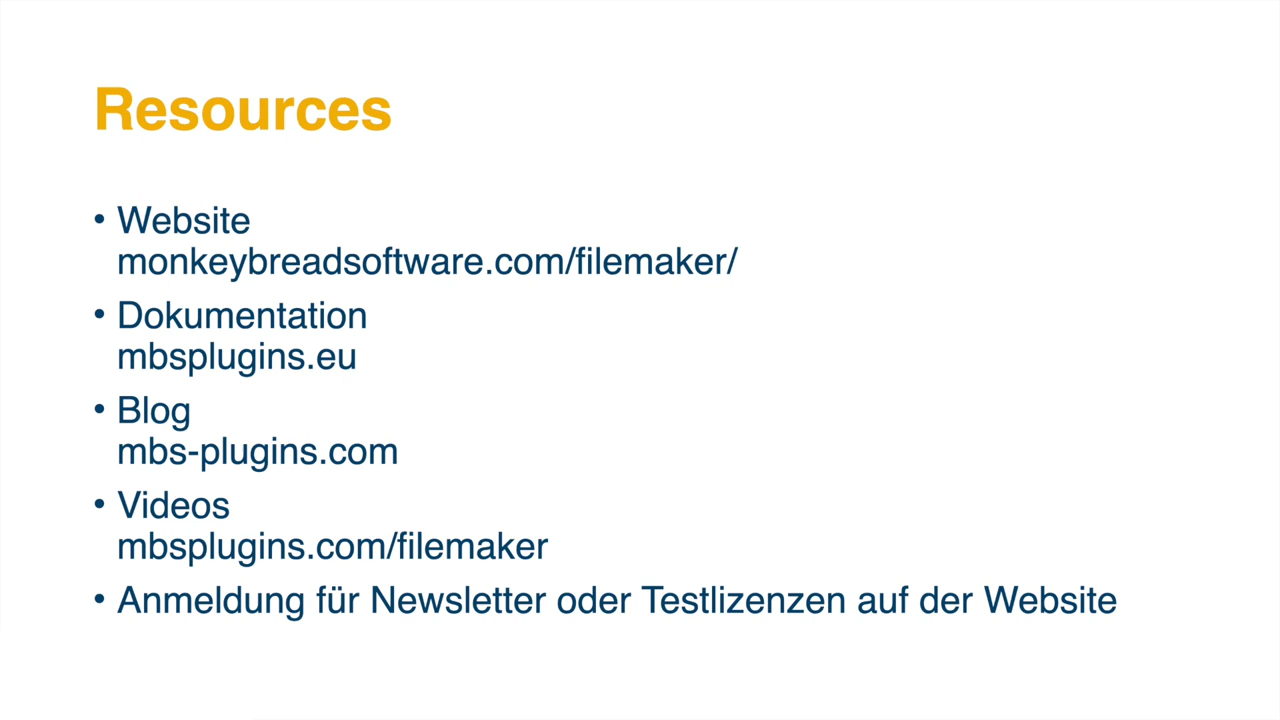 Resources
• Website
monkeybreadsoftware.com/filemaker/
• Dokumentation
mbsplugins.eu
• Blog
mbs-plugins.com
• Videos
mbsplugins.com/filemaker
• Anmeldung für Newsletter oder Testlizenzen auf der Website